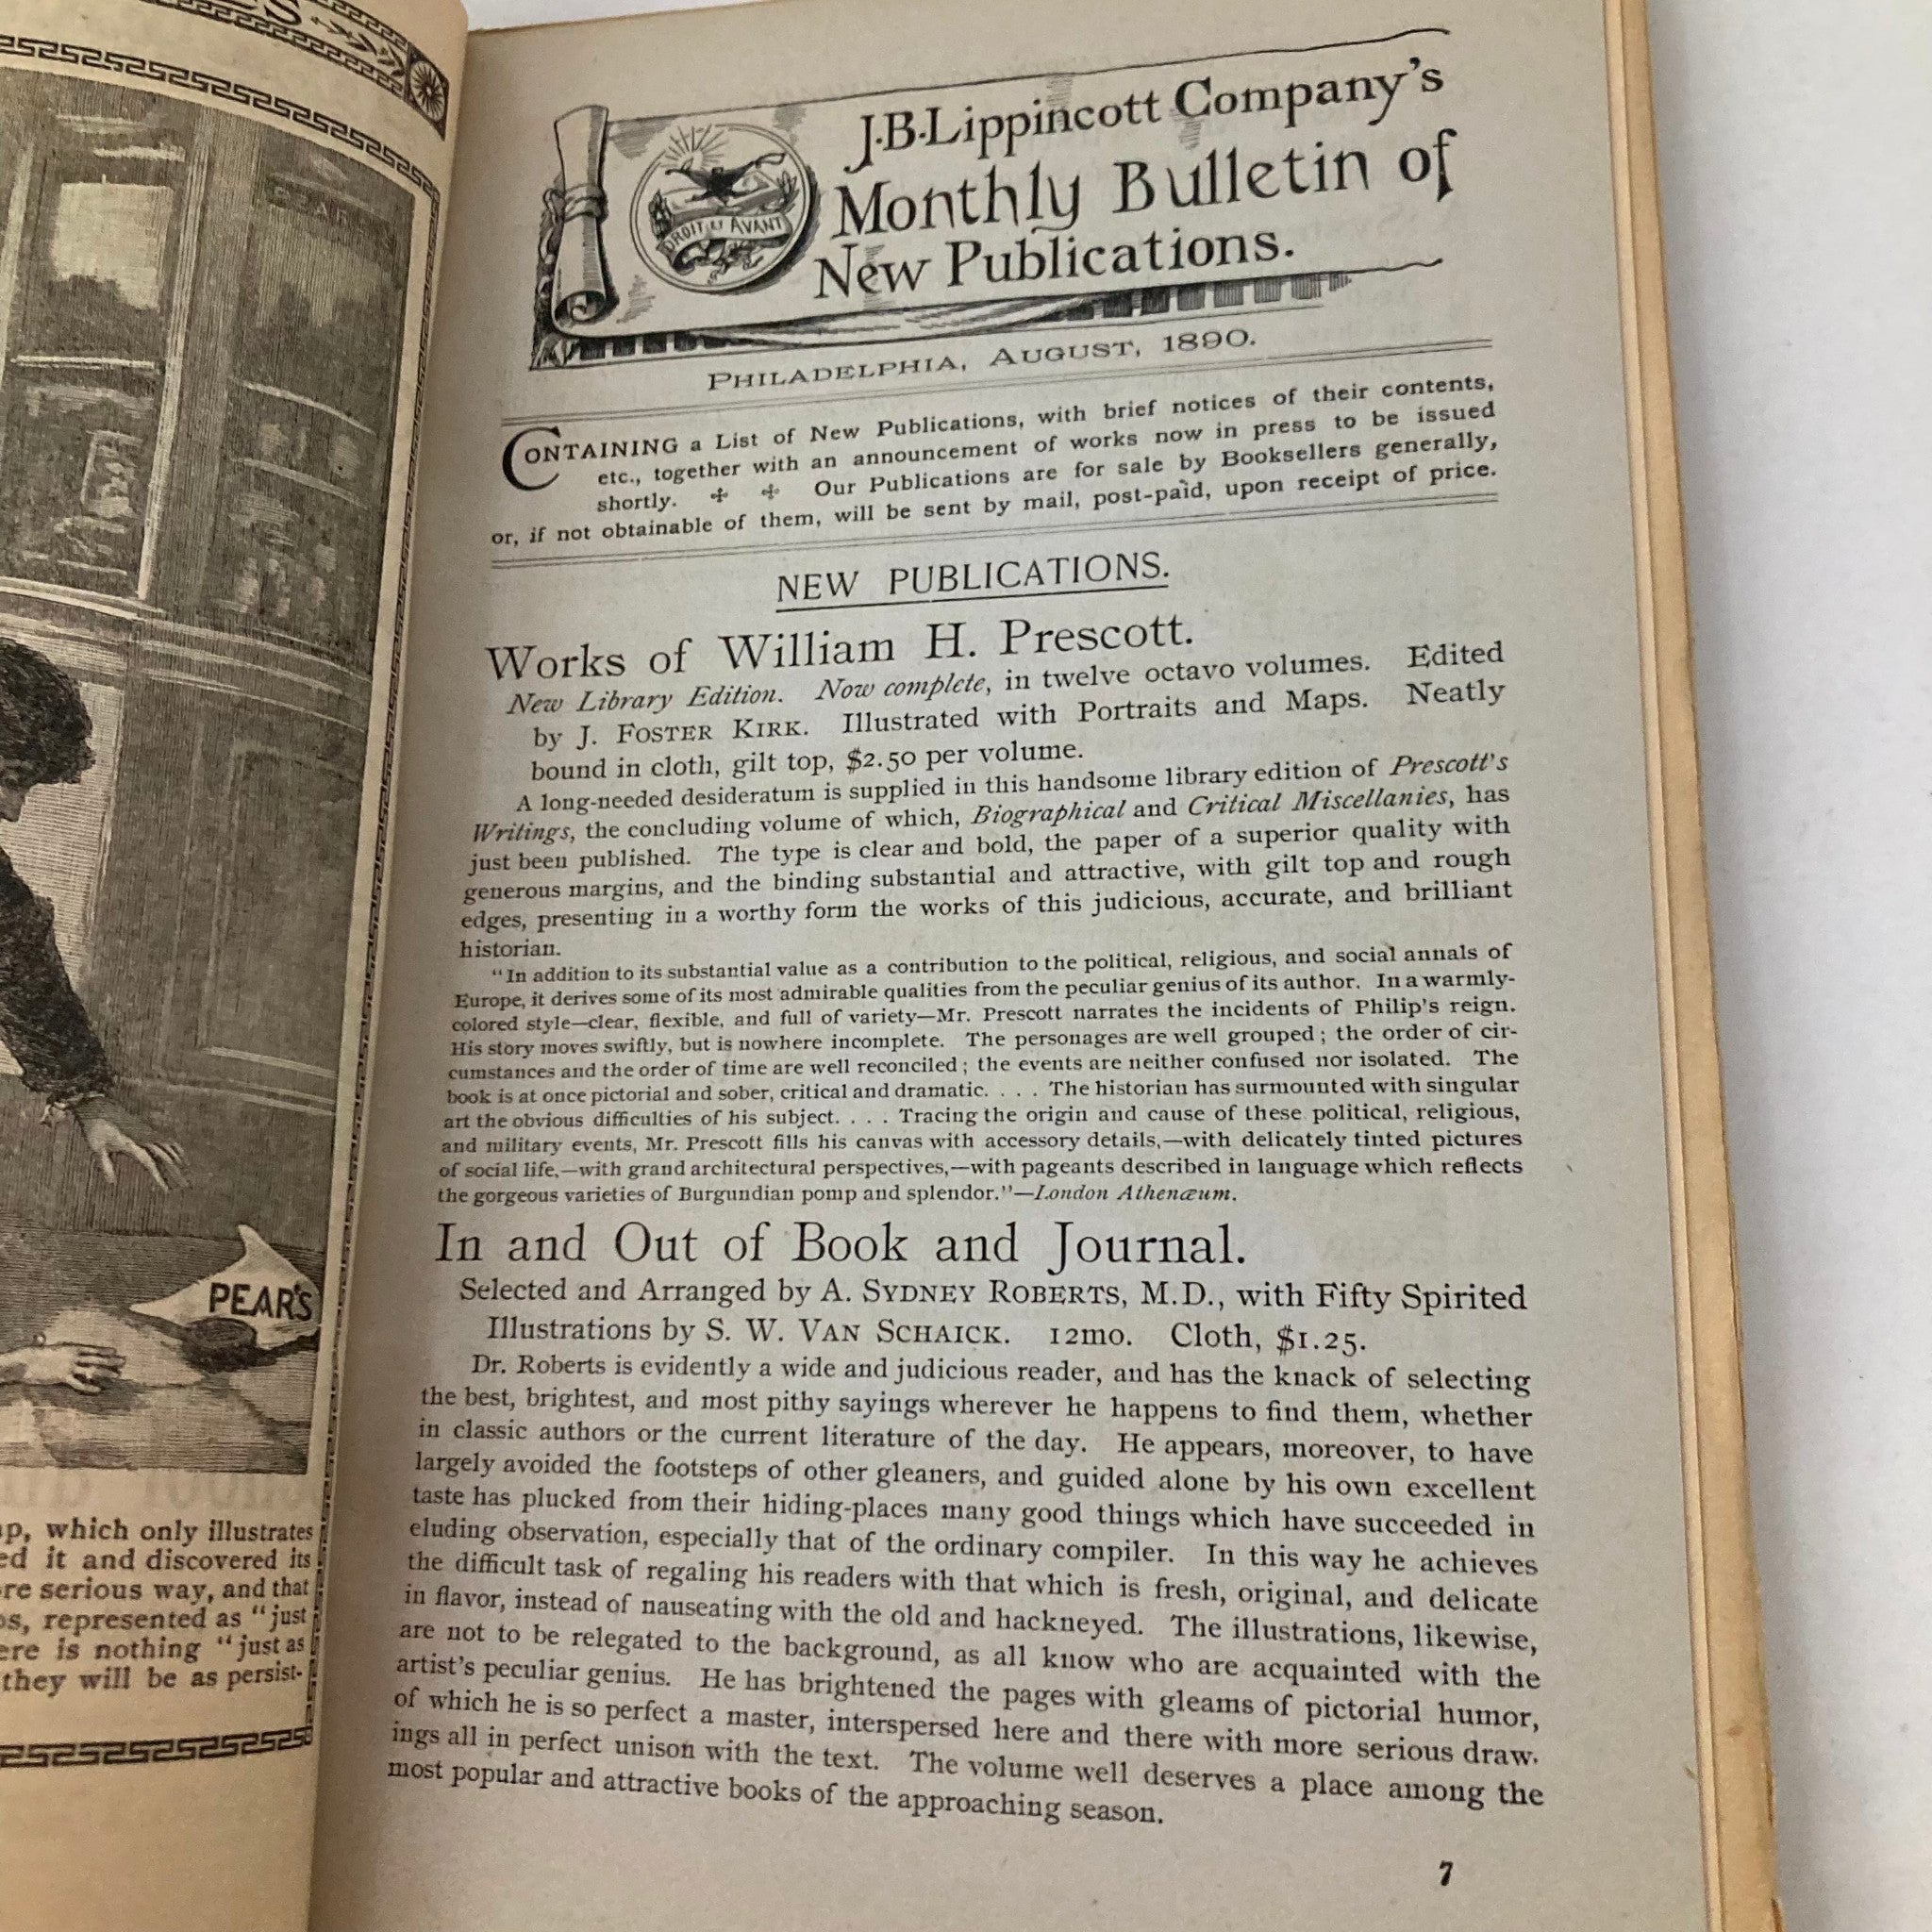 PEAR'S
which only illustrates
it and discovered its
serious way, and that
represented as "just
is nothing "just as
they will be as persist-
J. B. Lippincott Company's
Monthly Bulletin of
New Publications.
DROIT ET AVANT
PHILADELPHIA, AUGUST, 1890.
CONTAINING a List of New Publications, with brief notices of their contents,
etc., together with an announcement of works now in press to be issued
shortly. Our Publications are for sale by Booksellers generally,
or, if not obtainable of them, will be sent by mail, post-paid, upon receipt of price.
NEW PUBLICATIONS.
Works of William H. Prescott.
New Library Edition. Now complete, in twelve octavo volumes. Edited
by J. FOSTER KIRK. Illustrated with Portraits and Maps. Neatly
bound in cloth, gilt top, $2.50 per volume.
A long-needed desideratum is supplied in this handsome library edition of Prescott's
Writings, the concluding volume of which, Biographical and Critical Miscellanies, has
just been published. The type is clear and bold, the paper of a superior quality with
generous margins, and the binding substantial and attractive, with gilt top and rough
edges, presenting in a worthy form the works of this judicious, accurate, and brilliant
historian.
"In addition to its substantial value as a contribution to the political, religious, and social annals of
Europe, it derives some of its most admirable qualities from the peculiar genius of its author. In a warmly-
colored style—clear, flexible, and full of variety—Mr. Prescott narrates the incidents of Philip's reign.
His story moves swiftly, but is nowhere incomplete. The personages are well grouped; the order of cir-
cumstances and the order of time are well reconciled; the events are neither confused nor isolated. The
book is at once pictorial and sober, critical and dramatic. . . . The historian has surmounted with singular
art the obvious difficulties of his subject. . . . Tracing the origin and cause of these political, religious,
and military events, Mr. Prescott fills his canvas with accessory details,—with delicately tinted pictures
of social life,—with grand architectural perspectives,—with pageants described in language which reflects
the gorgeous varieties of Burgundian pomp and splendor."—London Athenæum.
In and Out of Book and Journal.
Selected and Arranged by A. SYDNEY ROBERTS, M.D., with Fifty Spirited
Illustrations by S. W. VAN SCHAICK. 12mo. Cloth, $1.25.
Dr. Roberts is evidently a wide and judicious reader, and has the knack of selecting
the best, brightest, and most pithy sayings wherever he happens to find them, whether
in classic authors or the current literature of the day. He appears, moreover, to have
largely avoided the footsteps of other gleaners, and guided alone by his own excellent
taste has plucked from their hiding-places many good things which have succeeded in
eluding observation, especially that of the ordinary compiler. In this way he achieves
the difficult task of regaling his readers with that which is fresh, original, and delicate
in flavor, instead of nauseating with the old and hackneyed. The illustrations, likewise,
are not to be relegated to the background, as all know who are acquainted with the
artist's peculiar genius. He has brightened the pages with gleams of pictorial humor,
of which he is so perfect a master, interspersed here and there with more serious draw-
ings all in perfect unison with the text. The volume well deserves a place among the
most popular and attractive books of the approaching season.
7